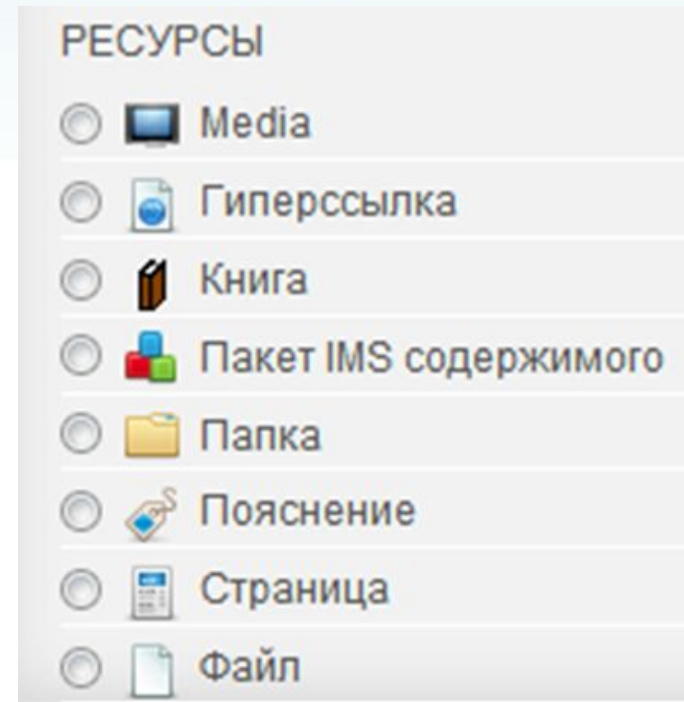 РЕСУРСЫ
Media
Гиперссылка
Книга
Пакет IMS содержимого
Папка
Пояснение
Страница
Файл